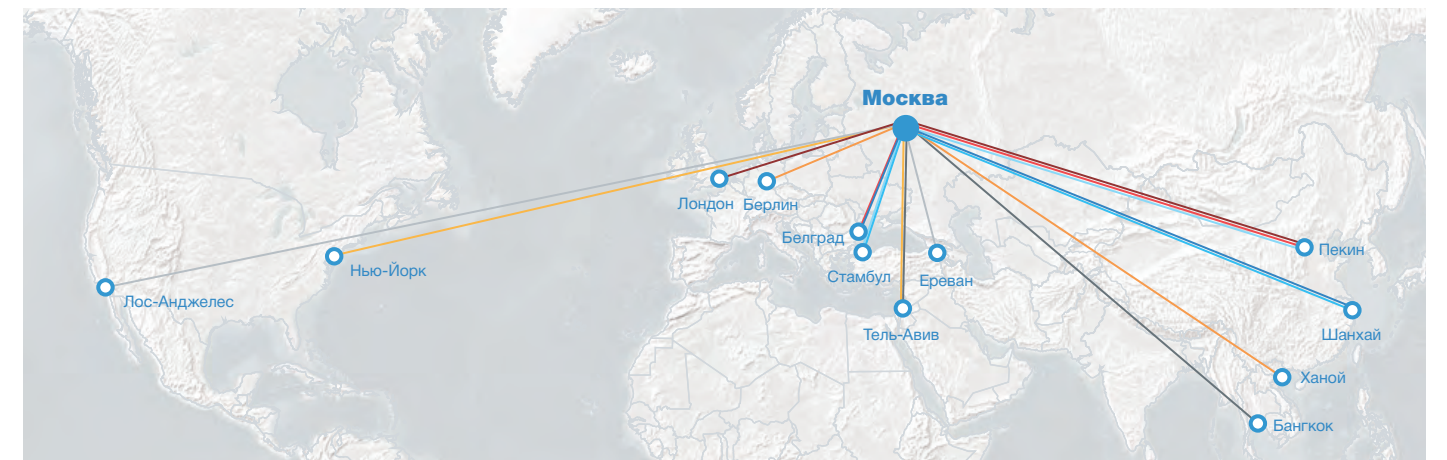 Москва
Лондон
Берлин
Белград
Стамбул
Ереван
Пекин
Нью-Йорк
Лос-Анджелес
Тель-Авив
Шанхай
Ханой
Бангкок